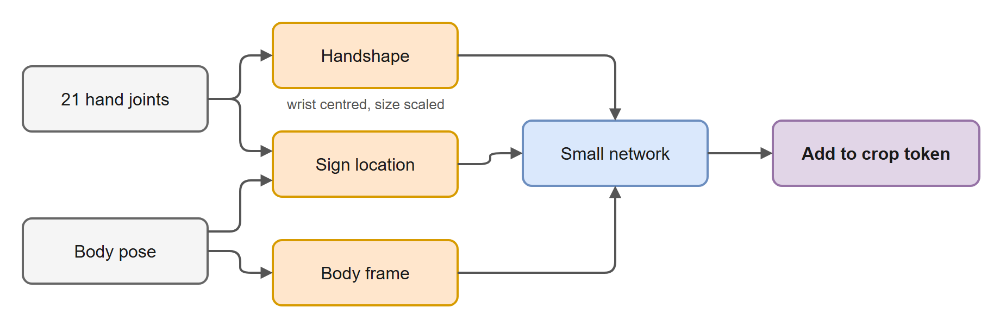 Handshape
21 hand joints
wrist centred, size scaled
Sign location
Small network
Add to crop token
Body pose
Body frame